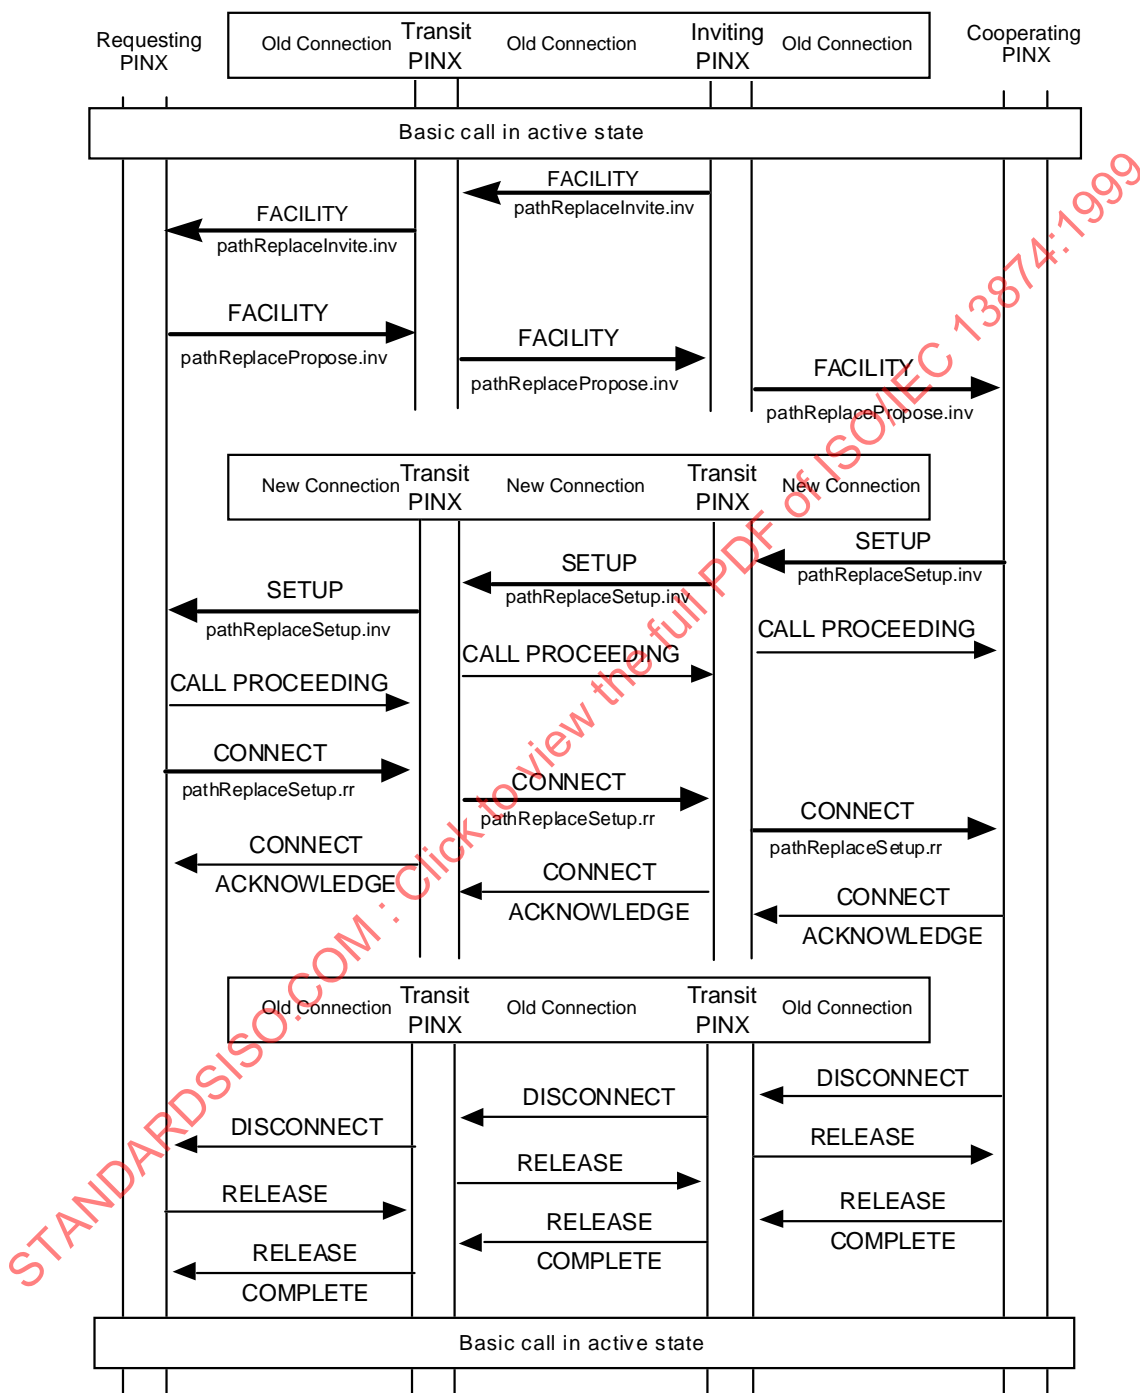 Requesting
PINX
Old Connection
Transit
PINX
Old Connection
Inviting
PINX
Old Connection
Cooperating
PINX
Basic call in active state
FACILITY
pathReplaceInvite.inv
FACILITY
pathReplaceInvite.inv
FACILITY
pathReplacePropose.inv
FACILITY
pathReplacePropose.inv
FACILITY
pathReplacePropose.inv
New Connection
Transit
PINX
New Connection
Transit
PINX
New Connection
SETUP
pathReplaceSetup.inv
SETUP
pathReplaceSetup.inv
SETUP
pathReplaceSetup.inv
CALL PROCEEDING
CALL PROCEEDING
CALL PROCEEDING
CONNECT
pathReplaceSetup.rr
CONNECT
pathReplaceSetup.rr
CONNECT
pathReplaceSetup.rr
CONNECT
ACKNOWLEDGE
CONNECT
ACKNOWLEDGE
CONNECT
ACKNOWLEDGE
Old Connection
Transit
PINX
Old Connection
Transit
PINX
Old Connection
DISCONNECT
DISCONNECT
DISCONNECT
RELEASE
RELEASE
RELEASE
RELEASE
COMPLETE
RELEASE
COMPLETE
RELEASE
COMPLETE
Basic call in active state
STANDARDSISO.COM : Click to view the full PDF of ISO/IEC 13874:1999